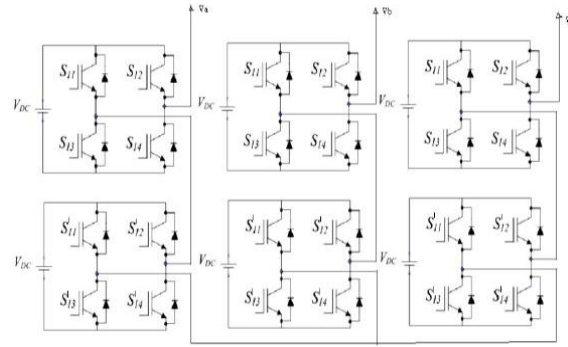 Va Vb V
S11 S12 S11 S12 S11 S12
VDC VDC VDC
S13 S14 S13 S14 S13 S14
S'11 S'12 S'11 S'12 S'11 S'12
VDC VDC VDC
S'13 S'14 S'13 S'14 S'13 S'14